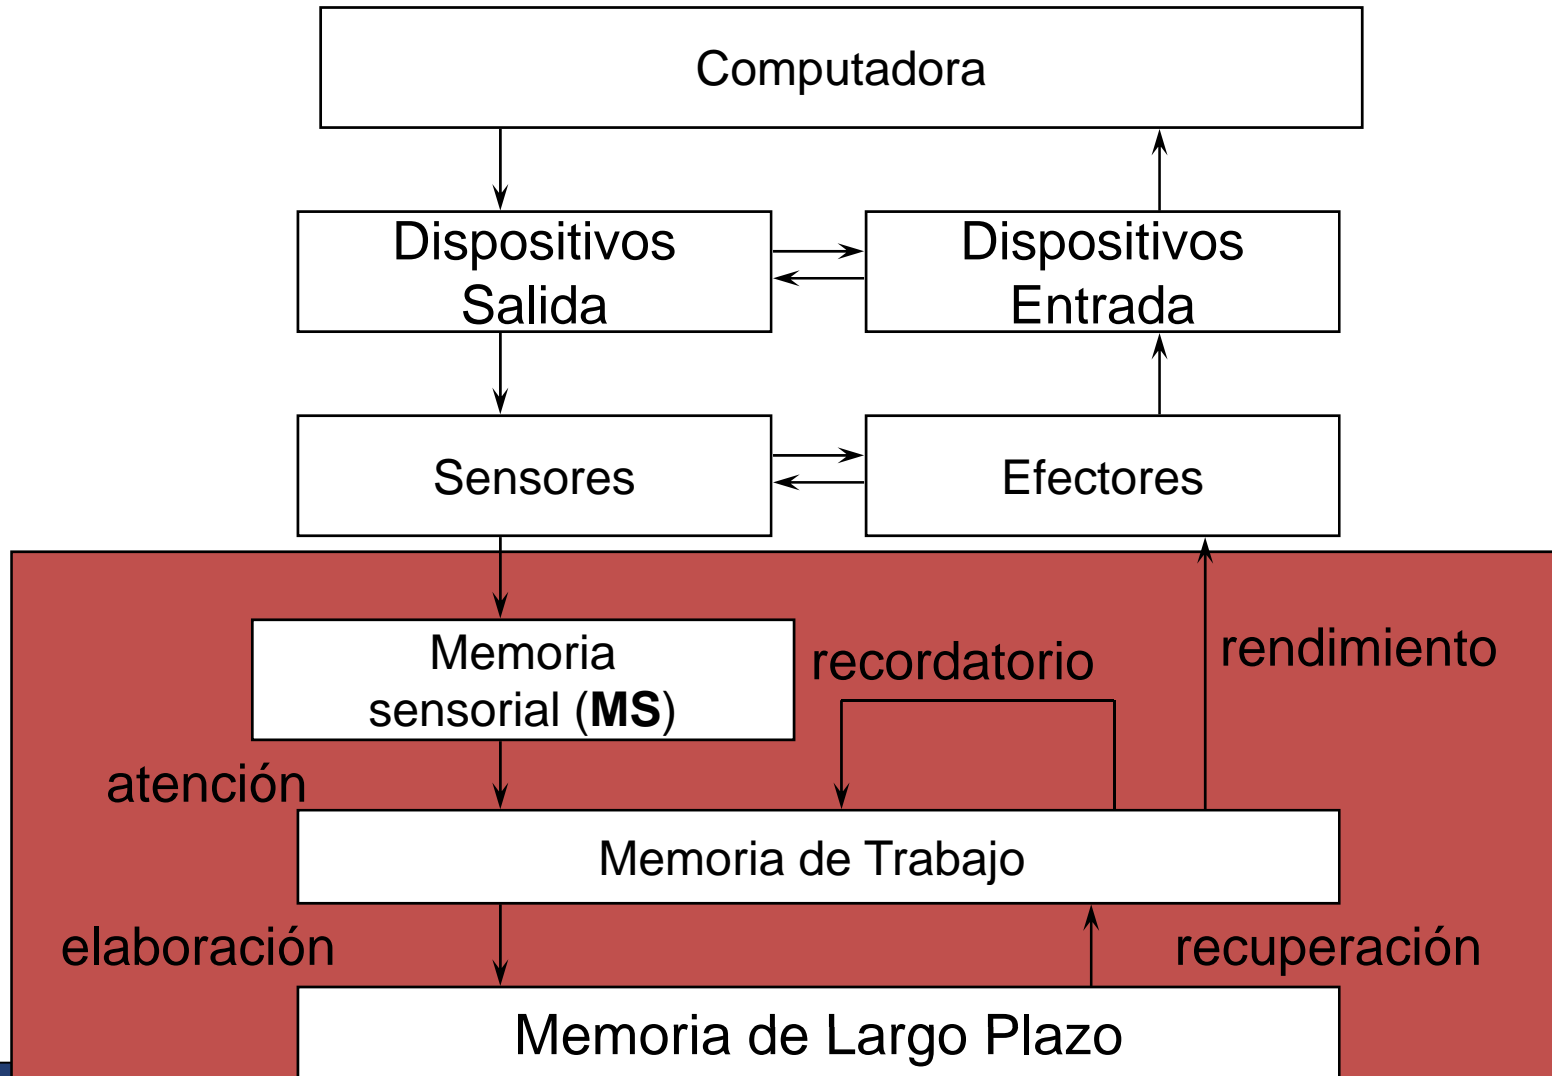 Computadora
Dispositivos
Salida
Dispositivos
Entrada
Sensores
Efectores
Memoria
sensorial (MS)
recordatorio
rendimiento
atención
Memoria de Trabajo
elaboración
recuperación
Memoria de Largo Plazo